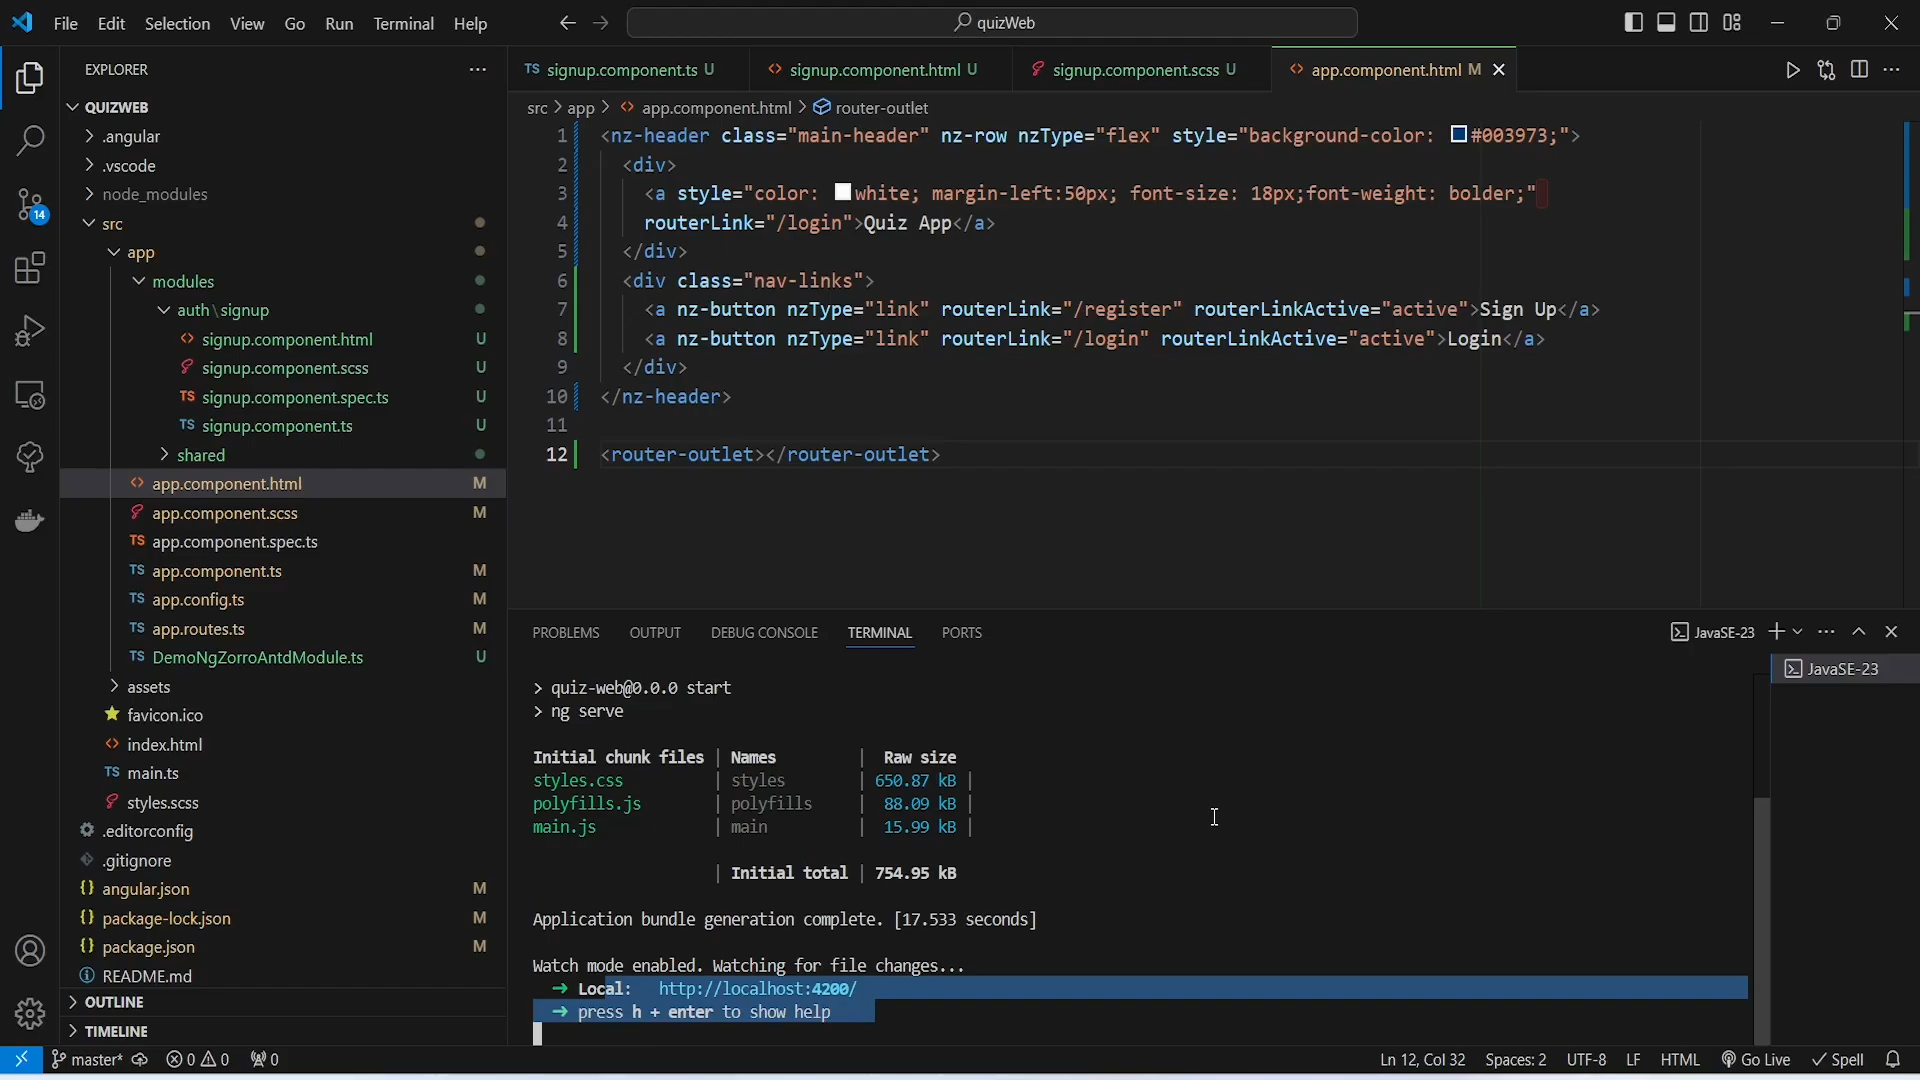 File Edit Selection View Go Run Terminal Help
quizWeb
EXPLORER
QUIZWEB
.angular
.vscode
node_modules
src
app
modules
auth\signup
signup.component.html U
signup.component.scss U
TS signup.component.spec.ts U
TS signup.component.ts U
shared
app.component.html M
app.component.scss M
TS app.component.spec.ts
TS app.component.ts M
TS app.config.ts M
TS app.routes.ts M
TS DemoNgZorroAntdModule.ts U
assets
favicon.ico
index.html
TS main.ts
styles.scss
.editorconfig
.gitignore
{} angular.json M
{} package-lock.json M
{} package.json M
README.md
OUTLINE
TIMELINE
14
TS signup.component.ts U
<> signup.component.html U
signup.component.scss U
<> app.component.html M
src > app > <> app.component.html > router-outlet
1 <nz-header class="main-header" nz-row nzType="flex" style="background-color: #003973;">
2 <div>
3 <a style="color: white; margin-left:50px; font-size: 18px;font-weight: bolder;"
4 routerLink="/login">Quiz App</a>
5 </div>
6 <div class="nav-links">
7 <a nz-button nzType="link" routerLink="/register" routerLinkActive="active">Sign Up</a>
8 <a nz-button nzType="link" routerLink="/login" routerLinkActive="active">Login</a>
9 </div>
10 </nz-header>
11
12 <router-outlet></router-outlet>
PROBLEMS OUTPUT DEBUG CONSOLE TERMINAL PORTS
JavaSE-23
JavaSE-23
> quiz-web@0.0.0 start
> ng serve
Initial chunk files | Names | Raw size
styles.css | styles | 650.87 kB |
polyfills.js | polyfills | 88.09 kB |
main.js | main | 15.99 kB |
| Initial total | 754.95 kB
Application bundle generation complete. [17.533 seconds]
Watch mode enabled. Watching for file changes...
➜ Local: http://localhost:4200/
➜ press h + enter to show help
master* 0 0 0
Ln 12, Col 32 Spaces: 2 UTF-8 LF HTML Go Live Spell